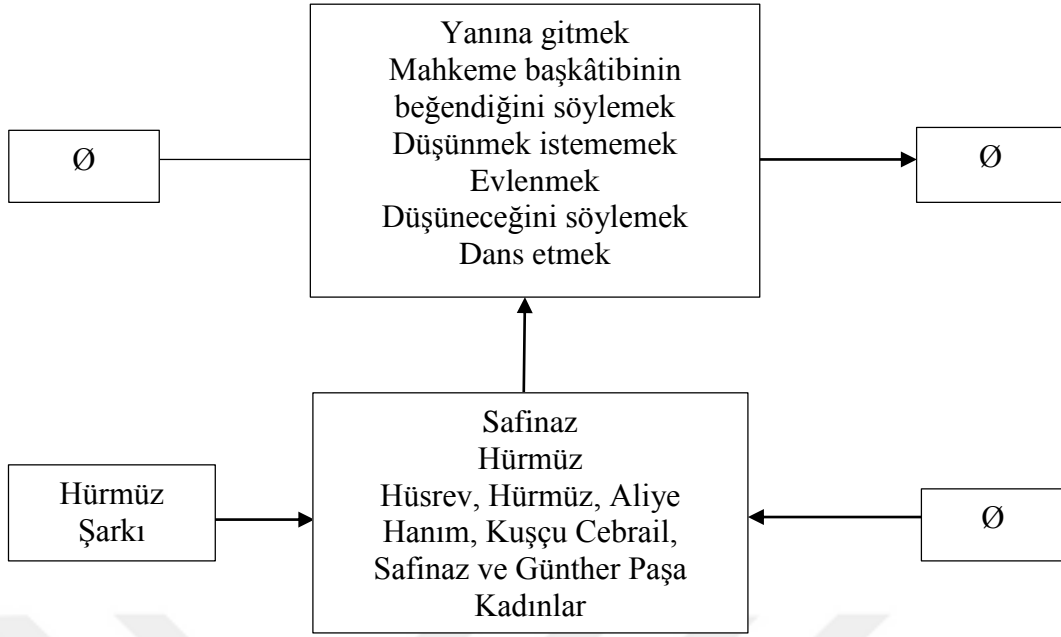 Yanına gitmek
Mahkeme başkâtibinin
beğendiğini söylemek
Düşünmek istememek
Evlenmek
Düşüneceğini söylemek
Dans etmek
Ø
Ø
Safinaz
Hürmüz
Hüsrev, Hürmüz, Aliye
Hanım, Kuşçu Cebrail,
Safinaz ve Günther Paşa
Kadınlar
Hürmüz
Şarkı
Ø